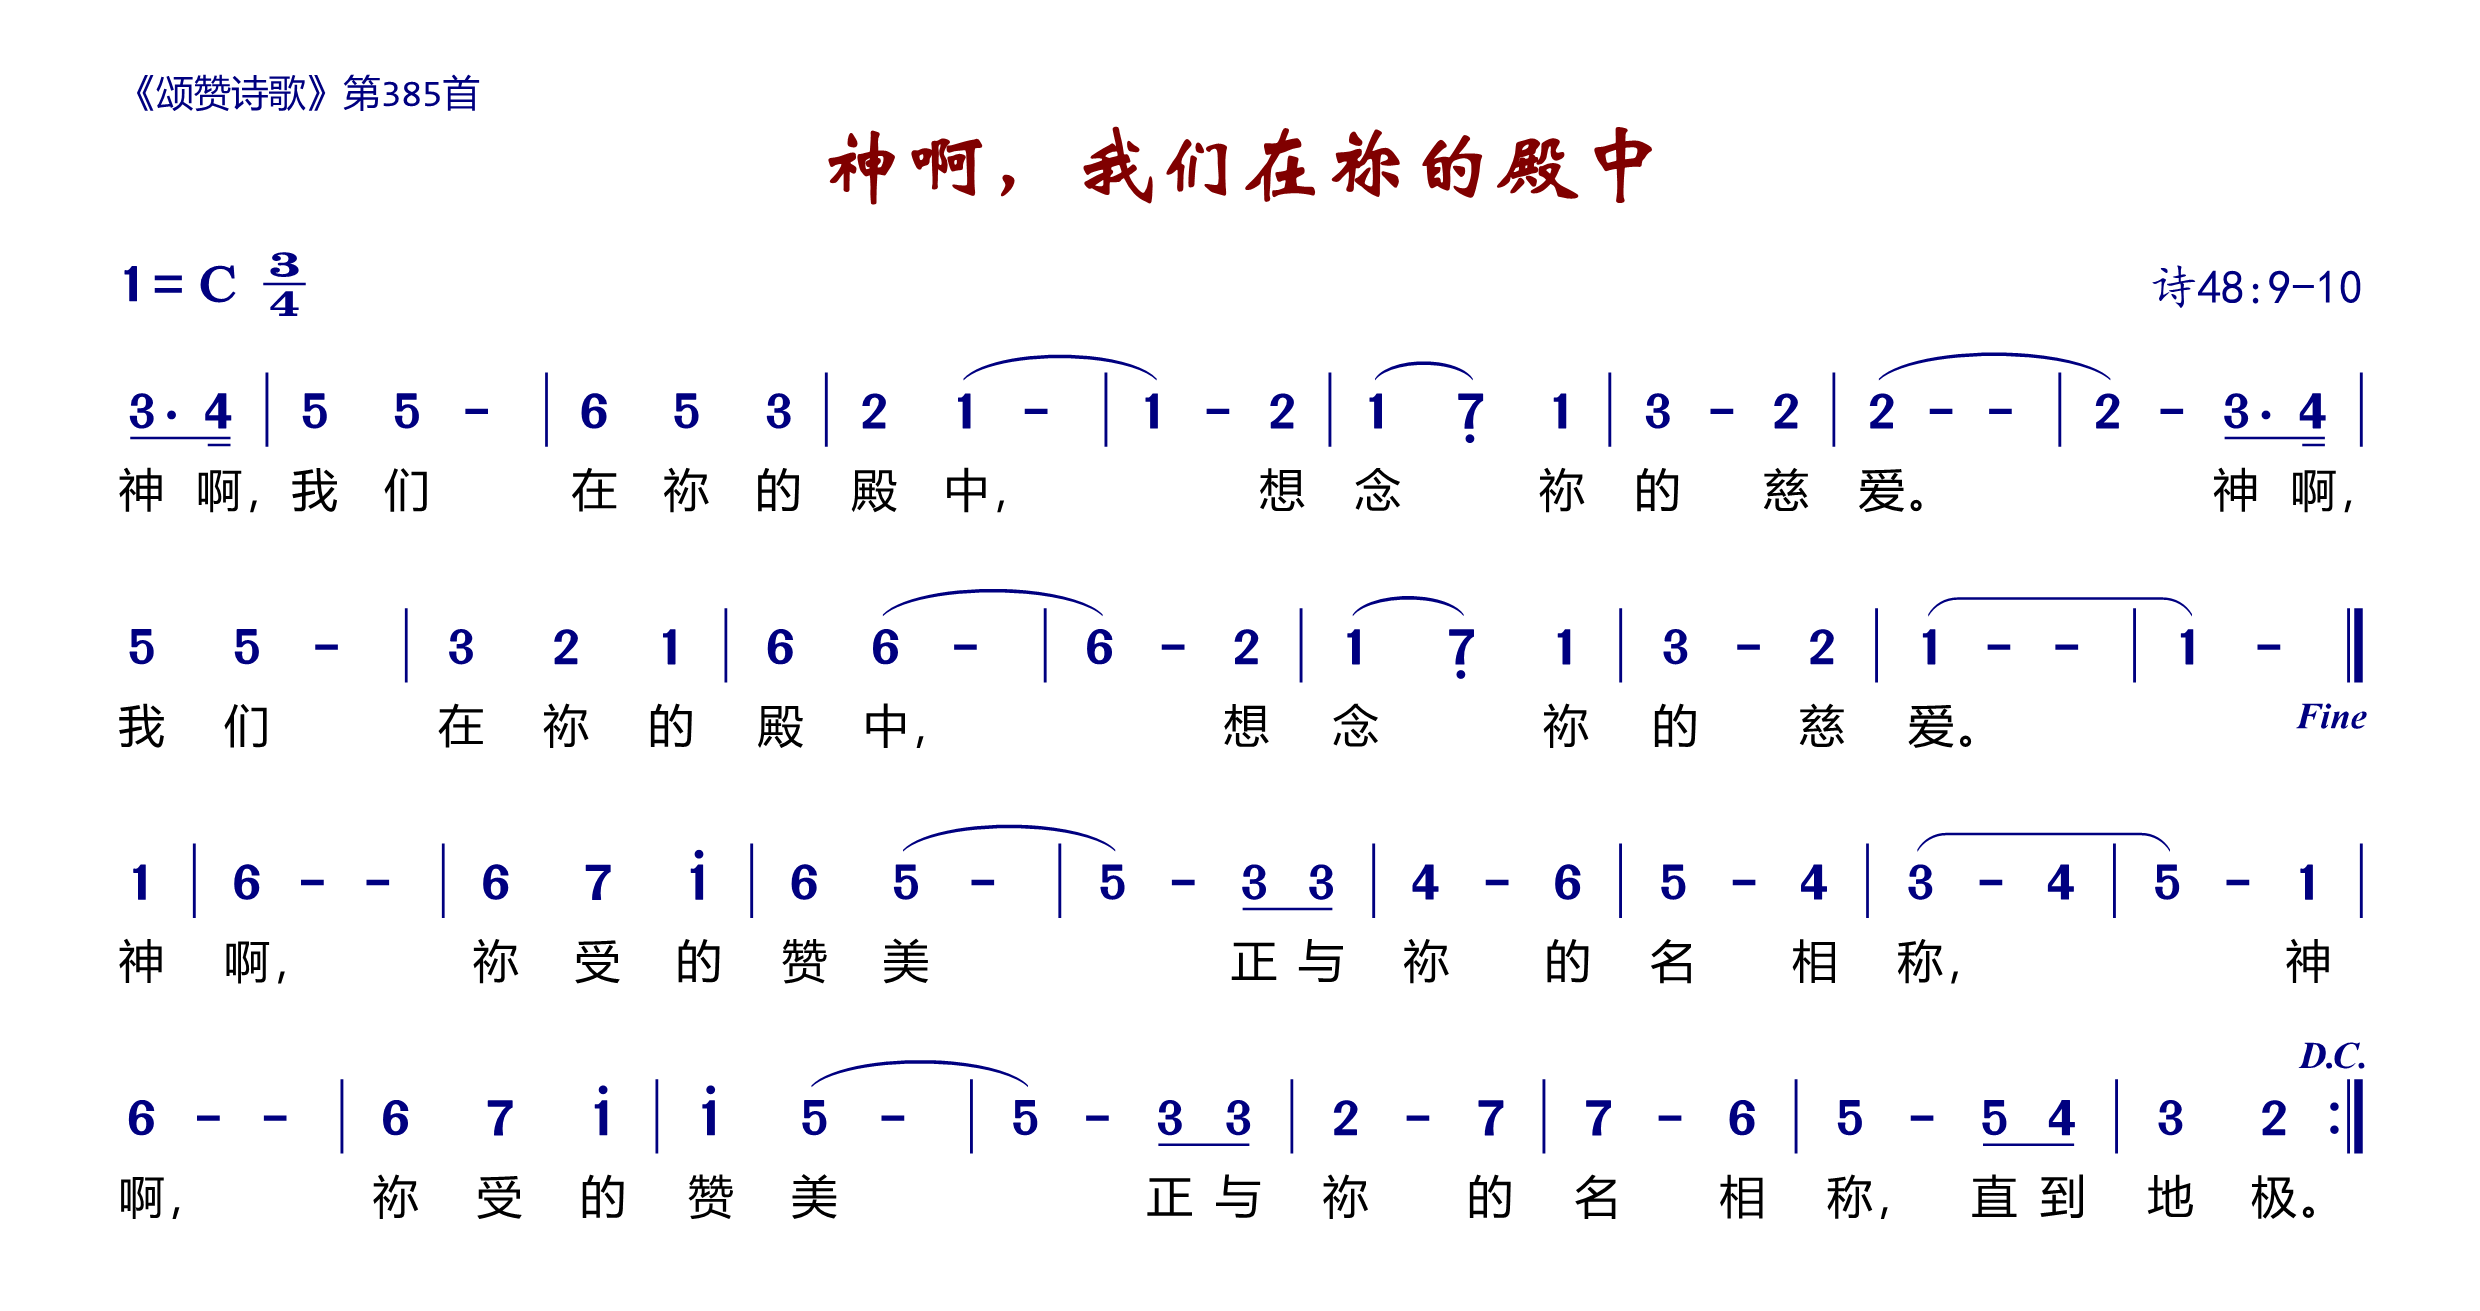 《颂赞诗歌》第385首
神啊，我们在祢的殿中
1=C 3/4 诗48:9-10
3· 4 | 5 5 - | 6 5 3 | 2 1 - | 1 - 2 | 1 7̣ 1 | 3 - 2 | 2 - - | 2 - 3· 4 |
神 啊, 我 们 在 祢 的 殿 中, 想 念 祢 的 慈 爱。 神 啊,
5 5 - | 3 2 1 | 6 6 - | 6 - 2 | 1 7̣ 1 | 3 - 2 | 1 - - | 1 - ‖
我 们 在 祢 的 殿 中, 想 念 祢 的 慈 爱。 Fine
1 | 6 - - | 6 7 i | 6 5 - | 5 - 3 3 | 4 - 6 | 5 - 4 | 3 - 4 | 5 - 1 |
神 啊, 祢 受 的 赞 美 正 与 祢 的 名 相 称, 神
D.C.
6 - - | 6 7 i | i 5 - | 5 - 3 3 | 2 - 7 | 7 - 6 | 5 - 5 4 | 3 2 :‖
啊, 祢 受 的 赞 美 正 与 祢 的 名 相 称, 直 到 地 极。